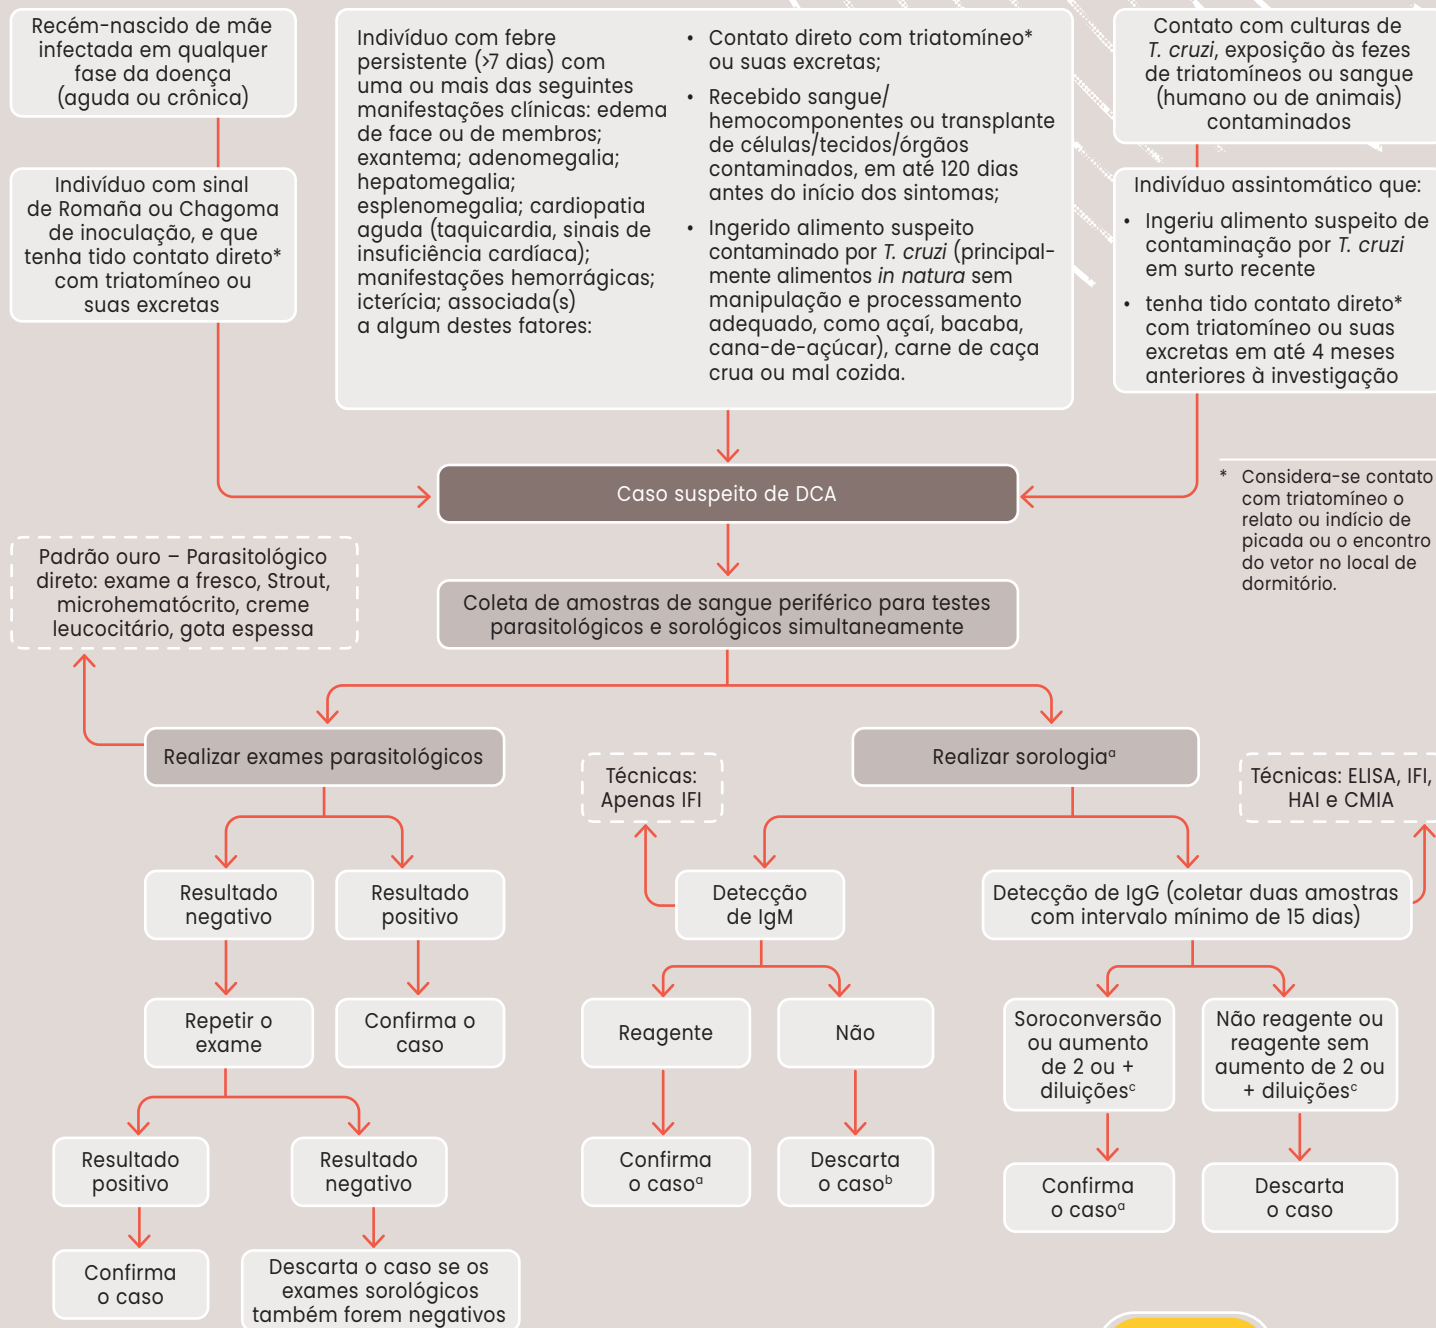 Recém-nascido de mãe
infectada em qualquer
fase da doença
(aguda ou crônica)
Indivíduo com sinal
de Romaña ou Chagoma
de inoculação, e que
tenha tido contato direto*
com triatomíneo ou
suas excretas
Indivíduo com febre
persistente (>7 dias) com
uma ou mais das seguintes
manifestações clínicas: edema
de face ou de membros;
exantema; adenomegalia;
hepatomegalia;
esplenomegalia; cardiopatia
aguda (taquicardia, sinais de
insuficiência cardíaca);
manifestações hemorrágicas;
icterícia; associada(s)
a algum destes fatores:
• Contato direto com triatomíneo*
ou suas excretas;
• Recebido sangue/
hemocomponentes ou transplante
de células/tecidos/órgãos
contaminados, em até 120 dias
antes do início dos sintomas;
• Ingerido alimento suspeito
contaminado por T. cruzi (principal-
mente alimentos in natura sem
manipulação e processamento
adequado, como açaí, bacaba,
cana-de-açúcar), carne de caça
crua ou mal cozida.
Contato com culturas de
T. cruzi, exposição às fezes
de triatomíneos ou sangue
(humano ou de animais)
contaminados
Indivíduo assintomático que:
• Ingeriu alimento suspeito de
contaminação por T. cruzi
em surto recente
• tenha tido contato direto*
com triatomíneo ou suas
excretas em até 4 meses
anteriores à investigação
Caso suspeito de DCA
* Considera-se contato
com triatomíneo o
relato ou indício de
picada ou o encontro
do vetor no local de
dormitório.
Padrão ouro – Parasitológico
direto: exame a fresco, Strout,
microhematócrito, creme
leucocitário, gota espessa
Coleta de amostras de sangue periférico para testes
parasitológicos e sorológicos simultaneamente
Realizar exames parasitológicos
Técnicas:
Apenas IFI
Realizar sorologiaᵃ
Técnicas: ELISA, IFI,
HAI e CMIA
Resultado
negativo
Resultado
positivo
Detecção
de IgM
Detecção de IgG (coletar duas amostras
com intervalo mínimo de 15 dias)
Repetir o
exame
Confirma o
caso
Reagente
Não
Soroconversão
ou aumento
de 2 ou +
diluiçõesᶜ
Não reagente ou
reagente sem
aumento de 2 ou
+ diluiçõesᶜ
Resultado
positivo
Resultado
negativo
Confirma
o casoᵃ
Descarta
o casoᵇ
Confirma
o casoᵃ
Descarta
o caso
Confirma
o caso
Descarta o caso se os
exames sorológicos
também forem negativos